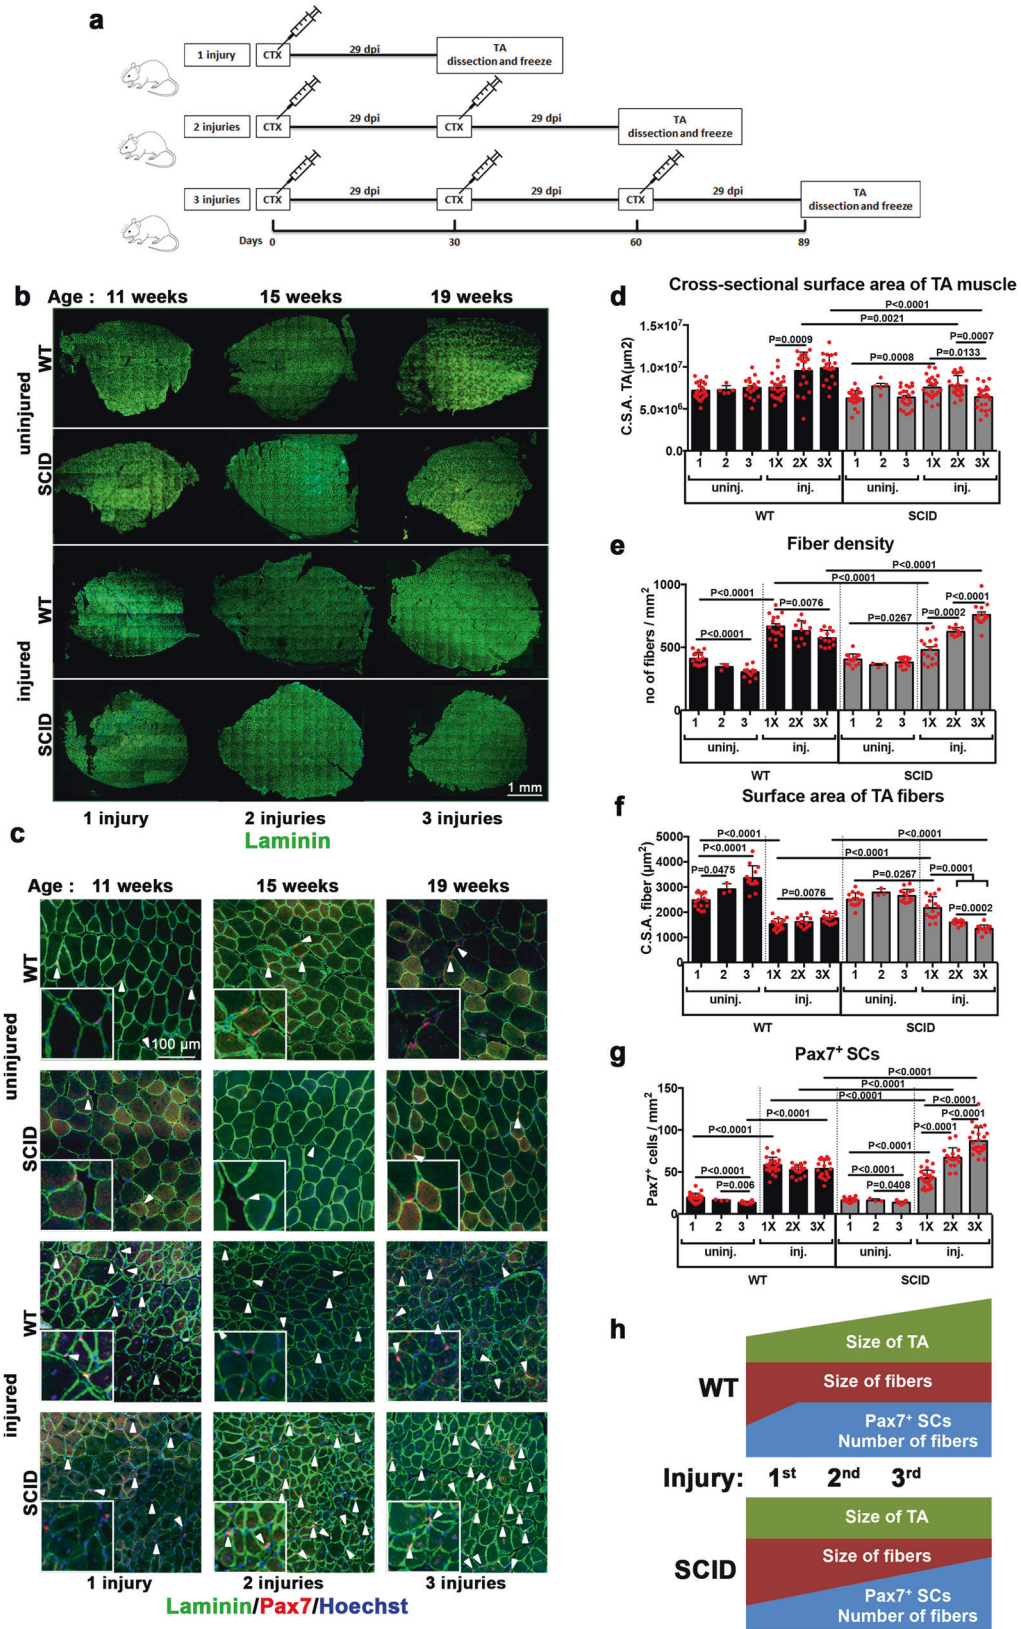 a
1 injury
CTX
29 dpi
TA
dissection and freeze
2 injuries
CTX
29 dpi
CTX
29 dpi
TA
dissection and freeze
3 injuries
CTX
29 dpi
CTX
29 dpi
CTX
29 dpi
TA
dissection and freeze
Days 0 30 60 89
b
Age : 11 weeks 15 weeks 19 weeks
uninjured
WT
SCID
injured
WT
SCID
1 mm
1 injury 2 injuries 3 injuries
Laminin
c
Age : 11 weeks 15 weeks 19 weeks
uninjured
WT
100 µm
SCID
injured
WT
SCID
1 injury 2 injuries 3 injuries
Laminin/Pax7/Hoechst
d
Cross-sectional surface area of TA muscle
P<0.0001
P=0.0021
P=0.0009
P=0.0007
P=0.0008
P=0.0133
C.S.A. TA(µm2)
1.5×10⁷
1.0×10⁷
5.0×10⁶
0.0
1 2 3 1X 2X 3X 1 2 3 1X 2X 3X
uninj. inj. uninj. inj.
WT SCID
e
Fiber density
P<0.0001
P<0.0001
P<0.0001
P=0.0076
P<0.0001
P=0.0267
P=0.0002
P<0.0001
no of fibers / mm²
1000
500
0
1 2 3 1X 2X 3X 1 2 3 1X 2X 3X
uninj. inj. uninj. inj.
WT SCID
f
Surface area of TA fibers
P<0.0001
P<0.0001
P<0.0001
P<0.0001
P=0.0475
P=0.0076
P=0.0267
P=0.0001
P=0.0002
C.S.A. fiber (µm²)
5000
4000
3000
2000
1000
0
1 2 3 1X 2X 3X 1 2 3 1X 2X 3X
uninj. inj. uninj. inj.
WT SCID
g
Pax7⁺ SCs
P<0.0001
P<0.0001
P<0.0001
P<0.0001
P<0.0001
P<0.0001
P<0.0001
P<0.0001
P<0.0001
P<0.0001
P<0.0001
P=0.006
P=0.0408
Pax7⁺ cells / mm²
150
100
50
0
1 2 3 1X 2X 3X 1 2 3 1X 2X 3X
uninj. inj. uninj. inj.
WT SCID
h
WT
Size of TA
Size of fibers
Pax7⁺ SCs
Number of fibers
Injury: 1st 2nd 3rd
SCID
Size of TA
Size of fibers
Pax7⁺ SCs
Number of fibers